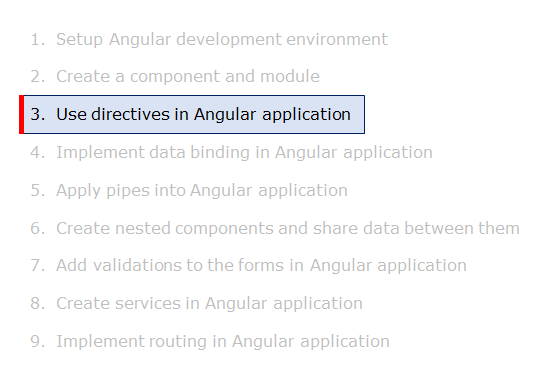 1. Setup Angular development environment
2. Create a component and module
3. Use directives in Angular application
4. Implement data binding in Angular application
5. Apply pipes into Angular application
6. Create nested components and share data between them
7. Add validations to the forms in Angular application
8. Create services in Angular application
9. Implement routing in Angular application